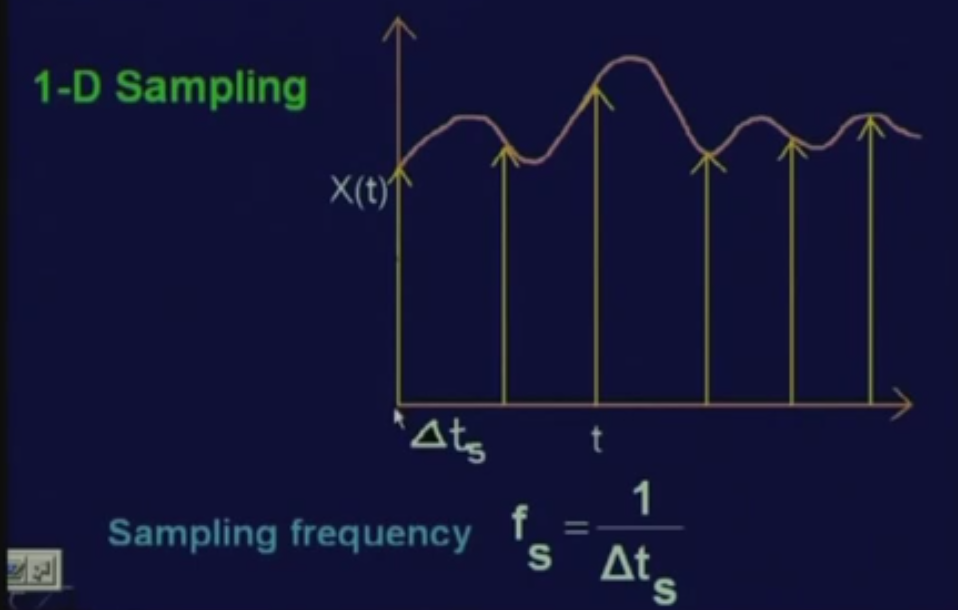 1-D Sampling
X(t)
Δts
t
Sampling frequency fs = 1/Δts